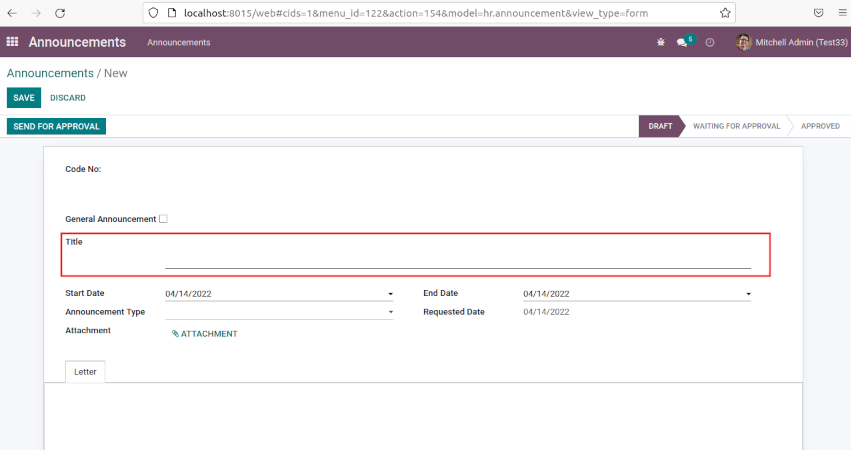 localhost:8015/web#cids=1&menu_id=122&action=154&model=hr.announcement&view_type=form
Announcements Announcements 5 Mitchell Admin (Test33)
Announcements / New
SAVE DISCARD
SEND FOR APPROVAL DRAFT WAITING FOR APPROVAL APPROVED
Code No:
General Announcement
Title
Start Date 04/14/2022 End Date 04/14/2022
Announcement Type Requested Date 04/14/2022
Attachment ATTACHMENT
Letter